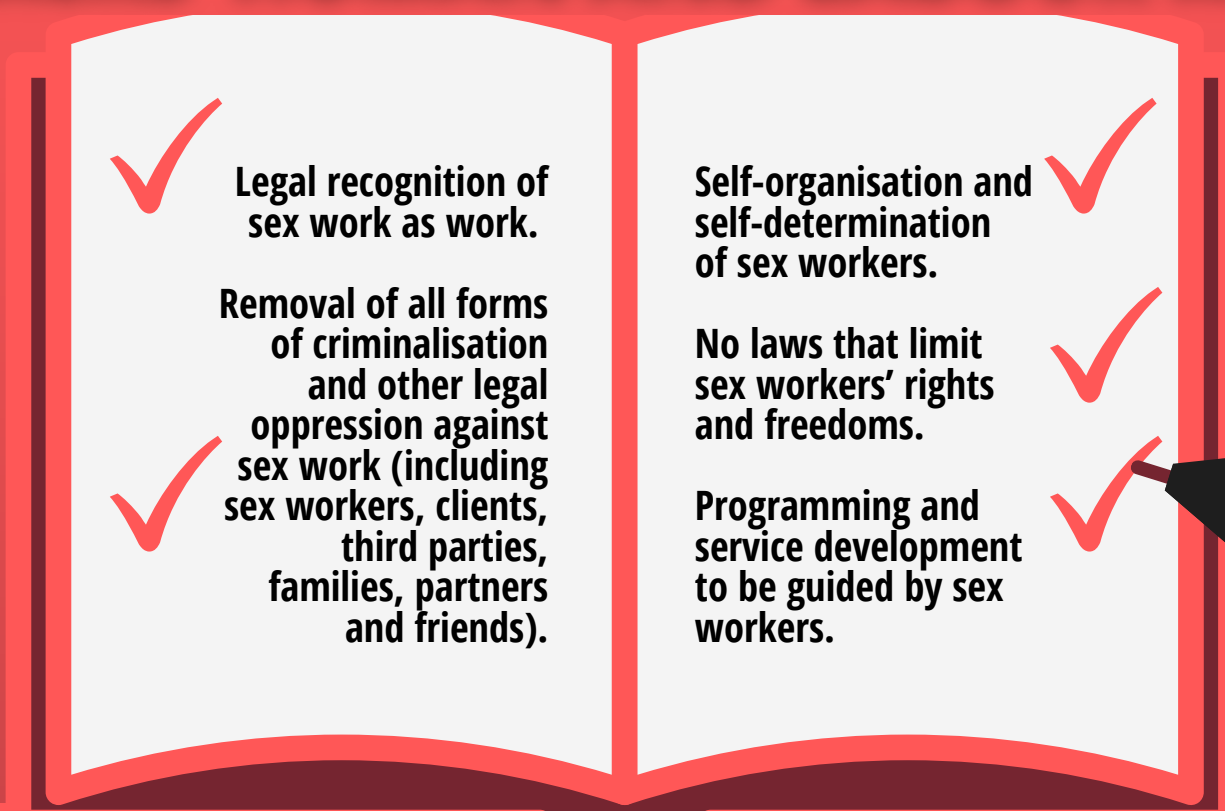 Legal recognition of
sex work as work.
Removal of all forms
of criminalisation
and other legal
oppression against
sex work (including
sex workers, clients,
third parties,
families, partners
and friends).
Self-organisation and
self-determination
of sex workers.
No laws that limit
sex workers’ rights
and freedoms.
Programming and
service development
to be guided by sex
workers.